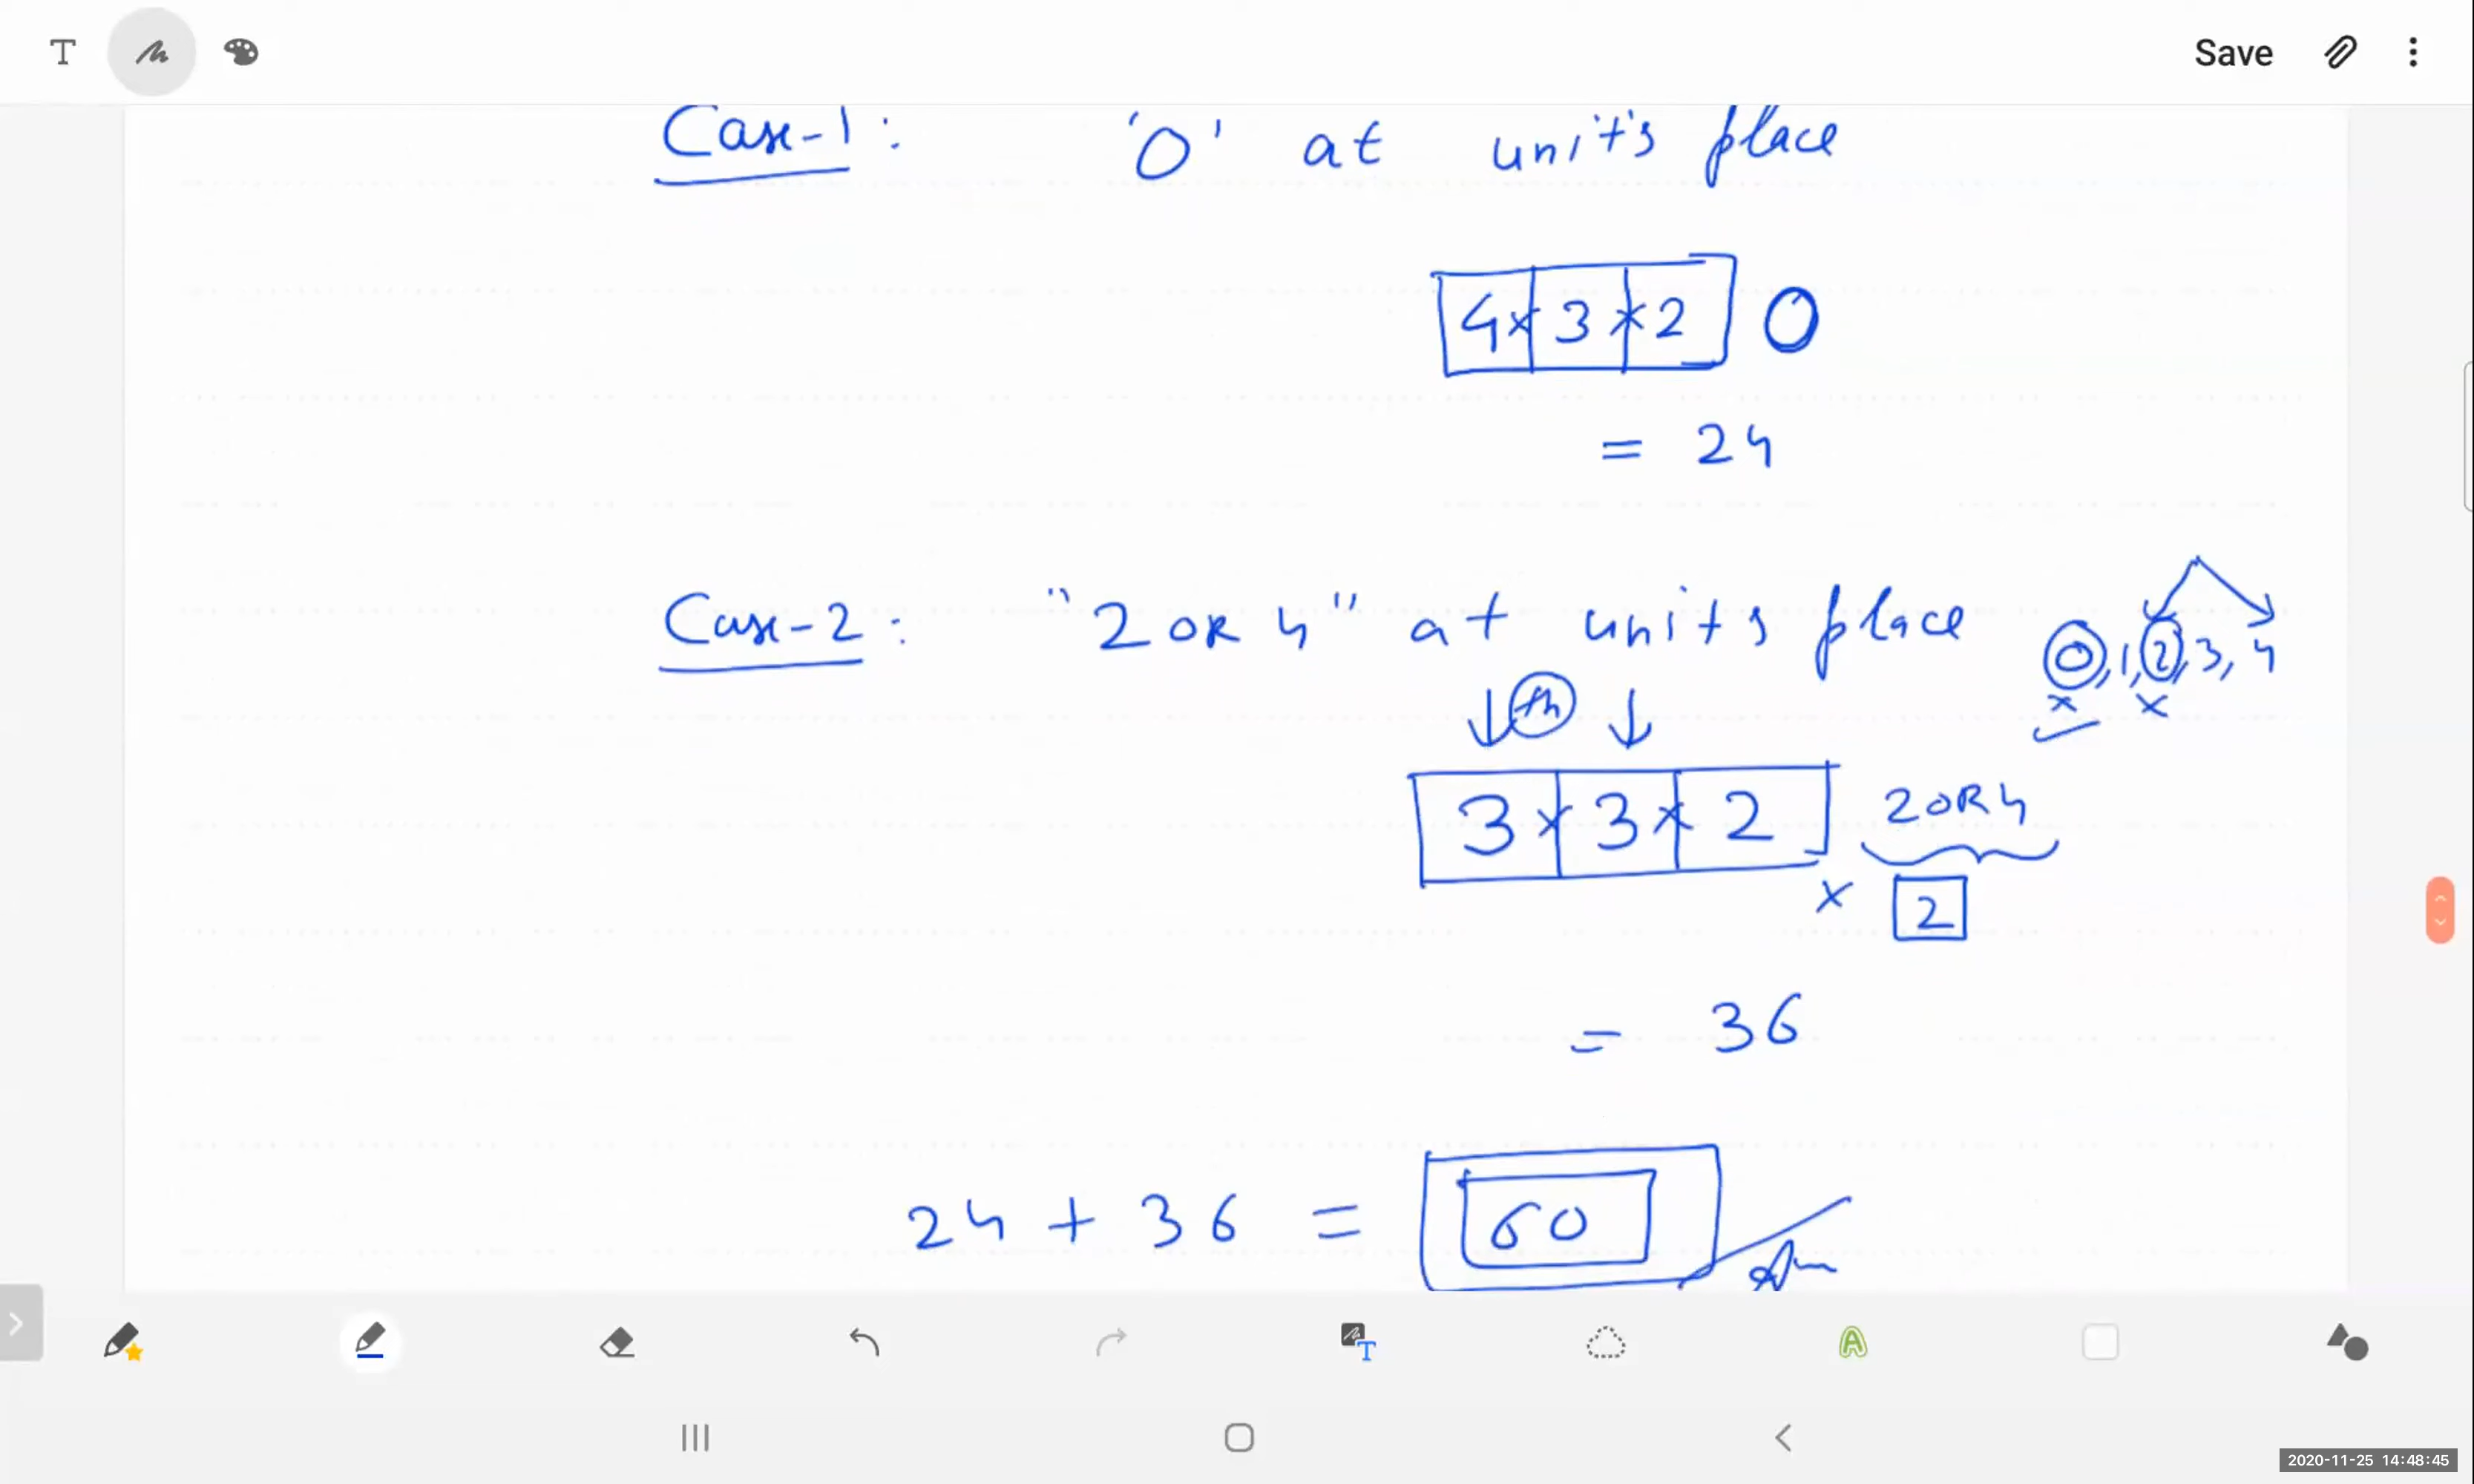 T Save
Case-1: '0' at unit's place
4 × 3 × 2 0
= 24
Case-2: "2 OR 4" at units place 0, 1, 2, 3, 4
th × ×
3 × 3 × 2 2 OR 4
× 2
= 36
24 + 36 = 60
Ans
T A
2020-11-25 14:48:45